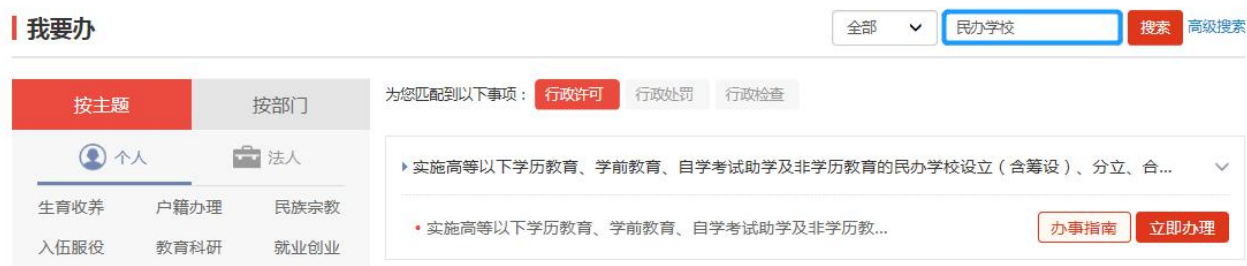 我要办
全部
民办学校
搜索
高级搜索
按主题
按部门
个人
法人
生育收养 户籍办理 民族宗教
入伍服役 教育科研 就业创业
为您匹配到以下事项： 行政许可 行政处罚 行政检查
实施高等以下学历教育、学前教育、自学考试助学及非学历教育的民办学校设立（含筹设）、分立、合...
实施高等以下学历教育、学前教育、自学考试助学及非学历教...
办事指南
立即办理